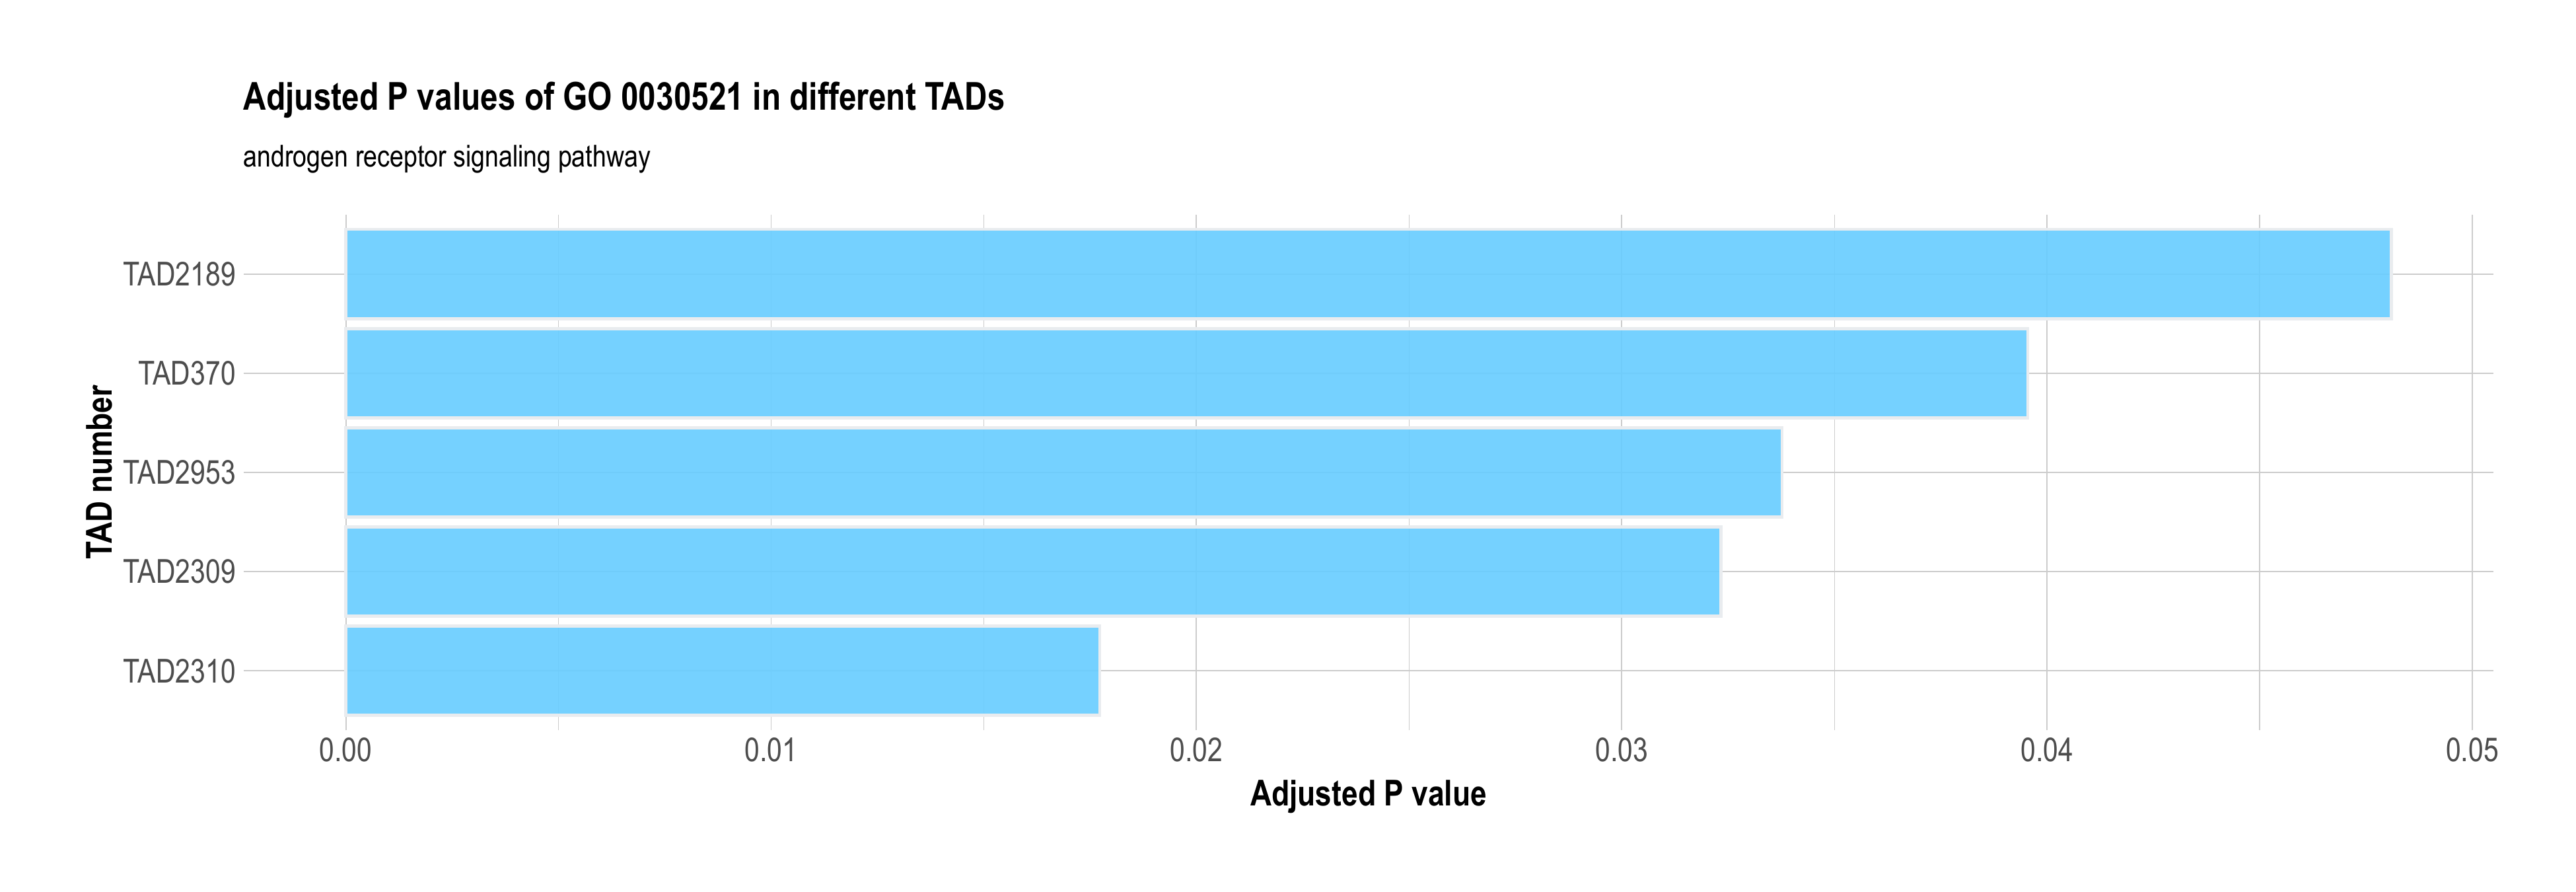 Adjusted P values of GO 0030521 in different TADs
androgen receptor signaling pathway
TAD number
TAD2189
TAD370
TAD2953
TAD2309
TAD2310
0.00 0.01 0.02 0.03 0.04 0.05
Adjusted P value